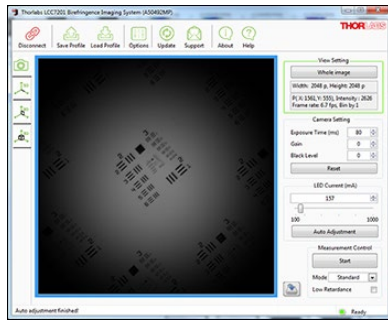 Thorlabs LCC7201 Birefringence Imaging System (A50492MP)
Disconnect Save Profile Load Profile Options Update Support About Help
THORLABS
View Setting
Whole image
Width: 2048 p, Height: 2048 p
P( X: 1361, Y: 555), Intensity : 2626
Frame rate: 6.7 fps, Bin by:1
Camera Setting
Exposure Time (ms) 80
Gain 0
Black Level 0
Reset
LED Current (mA)
157
100 1000
Auto Adjustment
Measurement Control
Start
Mode Standard
Low Retardance
Auto adjustment finished! Ready